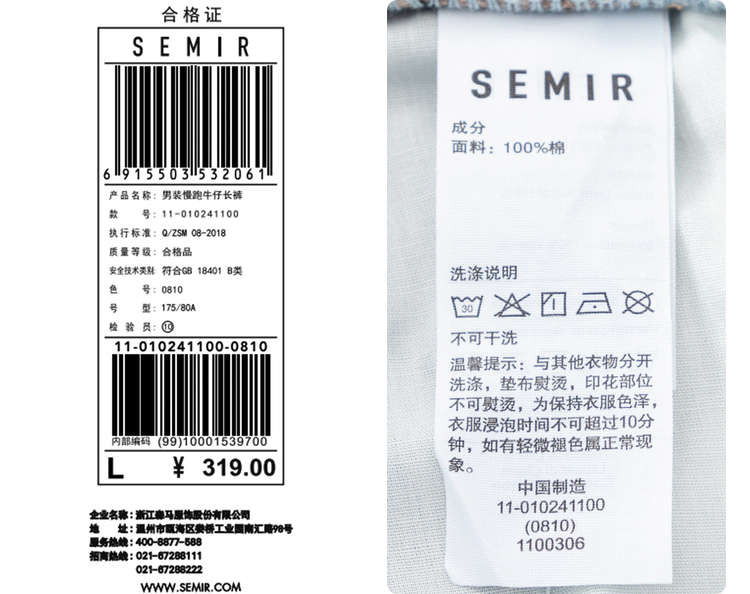 合格证
SEMIR
6 915503 532061
产品名称: 男装慢跑牛仔长裤
款 号: 11-010241100
执行标准: Q/ZSM 08-2018
质量等级: 合格品
安全技术类别: 符合GB 18401 B类
色 号: 0810
号 型: 175/80A
检 验 员: ⑩
11-010241100-0810
内部编码 (99)10001539700
L ¥ 319.00
企业名称: 浙江森马服饰股份有限公司
地 址: 温州市瓯海区娄桥工业园南汇路98号
服务热线: 400-8877-588
招商热线: 021-67288111
021-67288222
WWW.SEMIR.COM
SEMIR
成分
面料: 100%棉
洗涤说明
30
不可干洗
温馨提示: 与其他衣物分开
洗涤, 垫布熨烫, 印花部位
不可熨烫, 为保持衣服色泽,
衣服浸泡时间不可超过10分
钟, 如有轻微褪色属正常现
象。
中国制造
11-010241100
(0810)
1100306